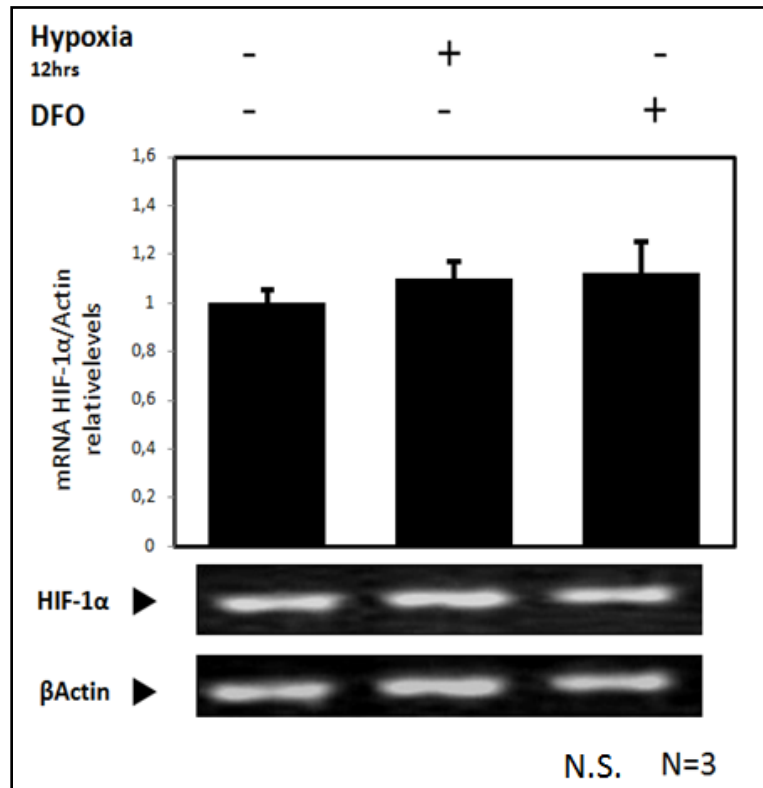 Hypoxia - + -
12hrs
DFO - - +
1,6
1,4
1,2
1
0,8
0,6
0,4
0,2
0
mRNA HIF-1α/Actin
relativelevels
HIF-1α
βActin
N.S. N=3